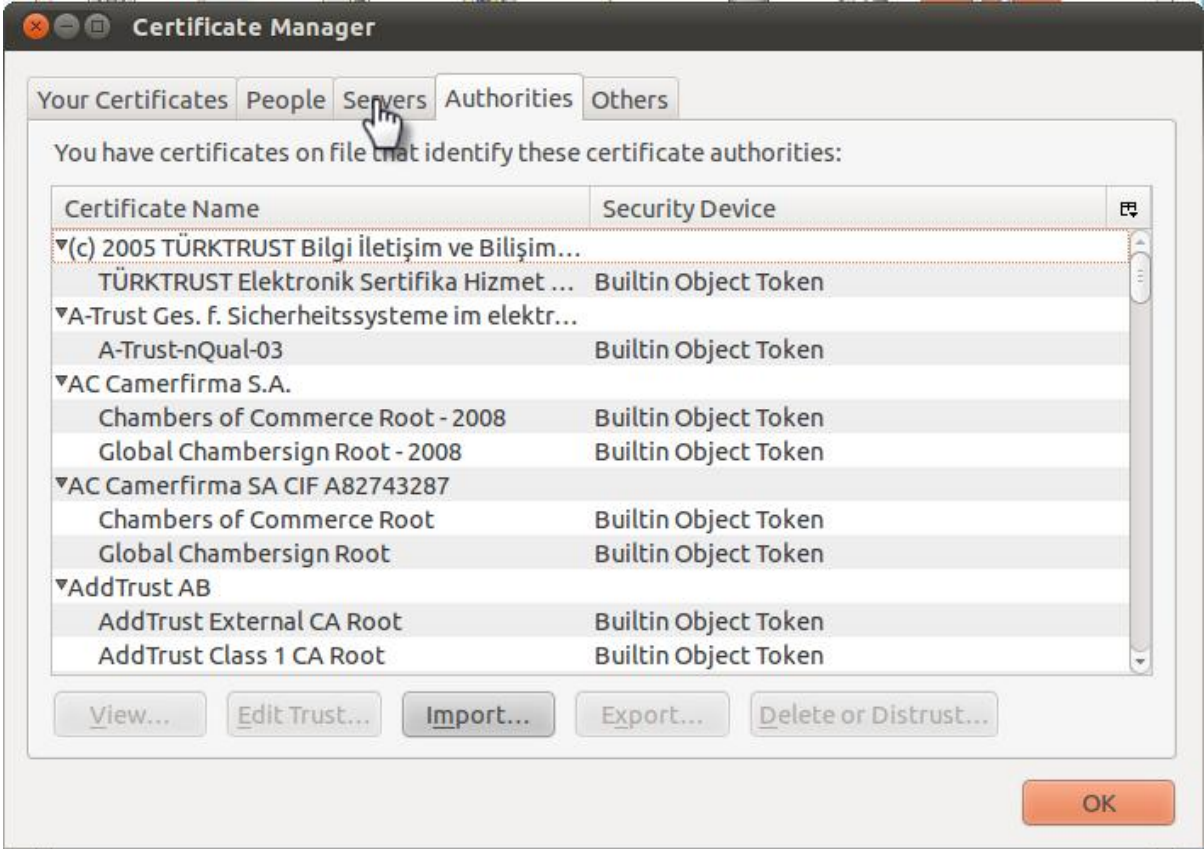 Certificate Manager
Your Certificates People Servers Authorities Others
You have certificates on file that identify these certificate authorities:
Certificate Name Security Device
(c) 2005 TÜRKTRUST Bilgi İletişim ve Bilişim...
TÜRKTRUST Elektronik Sertifika Hizmet ... Builtin Object Token
A-Trust Ges. f. Sicherheitssysteme im elektr...
A-Trust-nQual-03 Builtin Object Token
AC Camerfirma S.A.
Chambers of Commerce Root - 2008 Builtin Object Token
Global Chambersign Root - 2008 Builtin Object Token
AC Camerfirma SA CIF A82743287
Chambers of Commerce Root Builtin Object Token
Global Chambersign Root Builtin Object Token
AddTrust AB
AddTrust External CA Root Builtin Object Token
AddTrust Class 1 CA Root Builtin Object Token
View... Edit Trust... Import... Export... Delete or Distrust...
OK